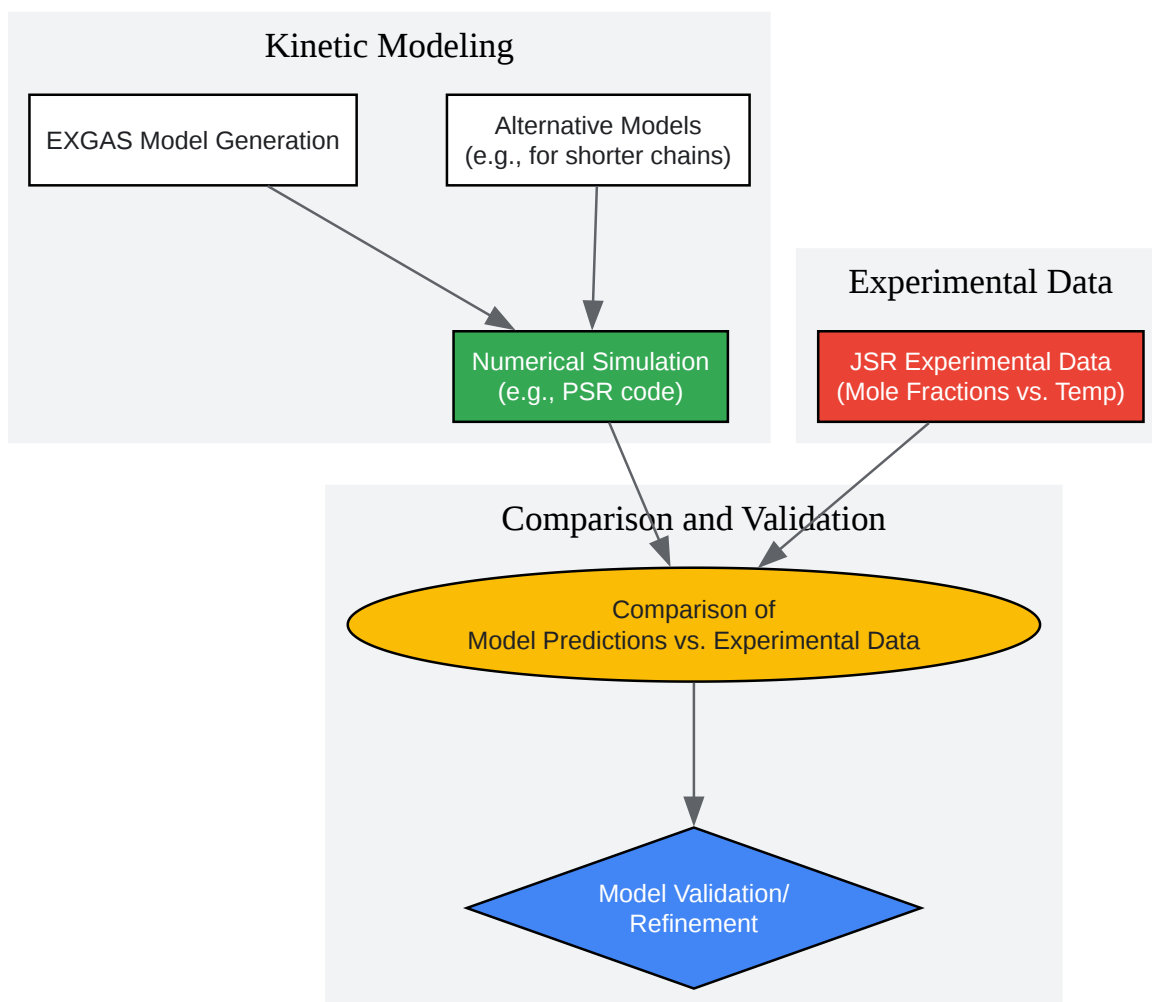 Kinetic Modeling
EXGAS Model Generation
Alternative Models
(e.g., for shorter chains)
Experimental Data
Numerical Simulation
(e.g., PSR code)
JSR Experimental Data
(Mole Fractions vs. Temp)
Comparison and Validation
Comparison of
Model Predictions vs. Experimental Data
Model Validation/
Refinement